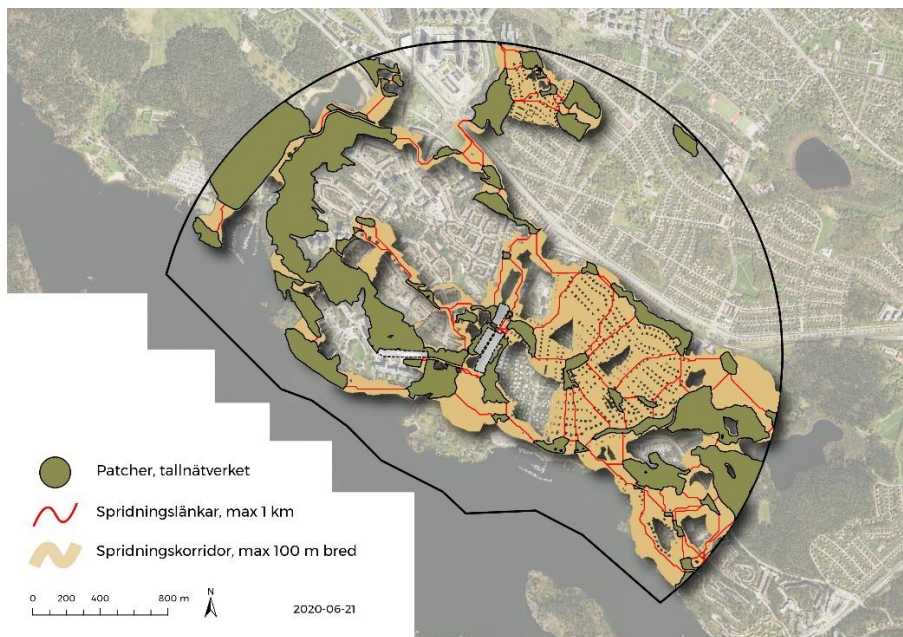 Patcher, tallnätverket
Spridningslänkar, max 1 km
Spridningskorridor, max 100 m bred
0 200 400 800 m
N
2020-06-21